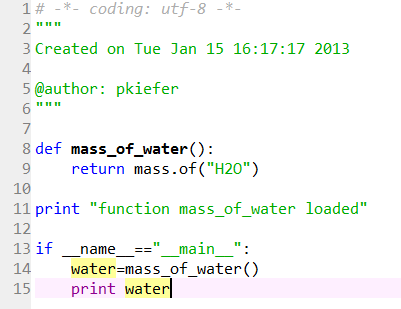 1 # -*- coding: utf-8 -*-
2 """
3 Created on Tue Jan 15 16:17:17 2013
4
5 @author: pkiefer
6 """
7
8 def mass_of_water():
9     return mass.of("H2O")
10
11 print "function mass_of_water loaded"
12
13 if __name__=="__main__":
14     water=mass_of_water()
15     print water